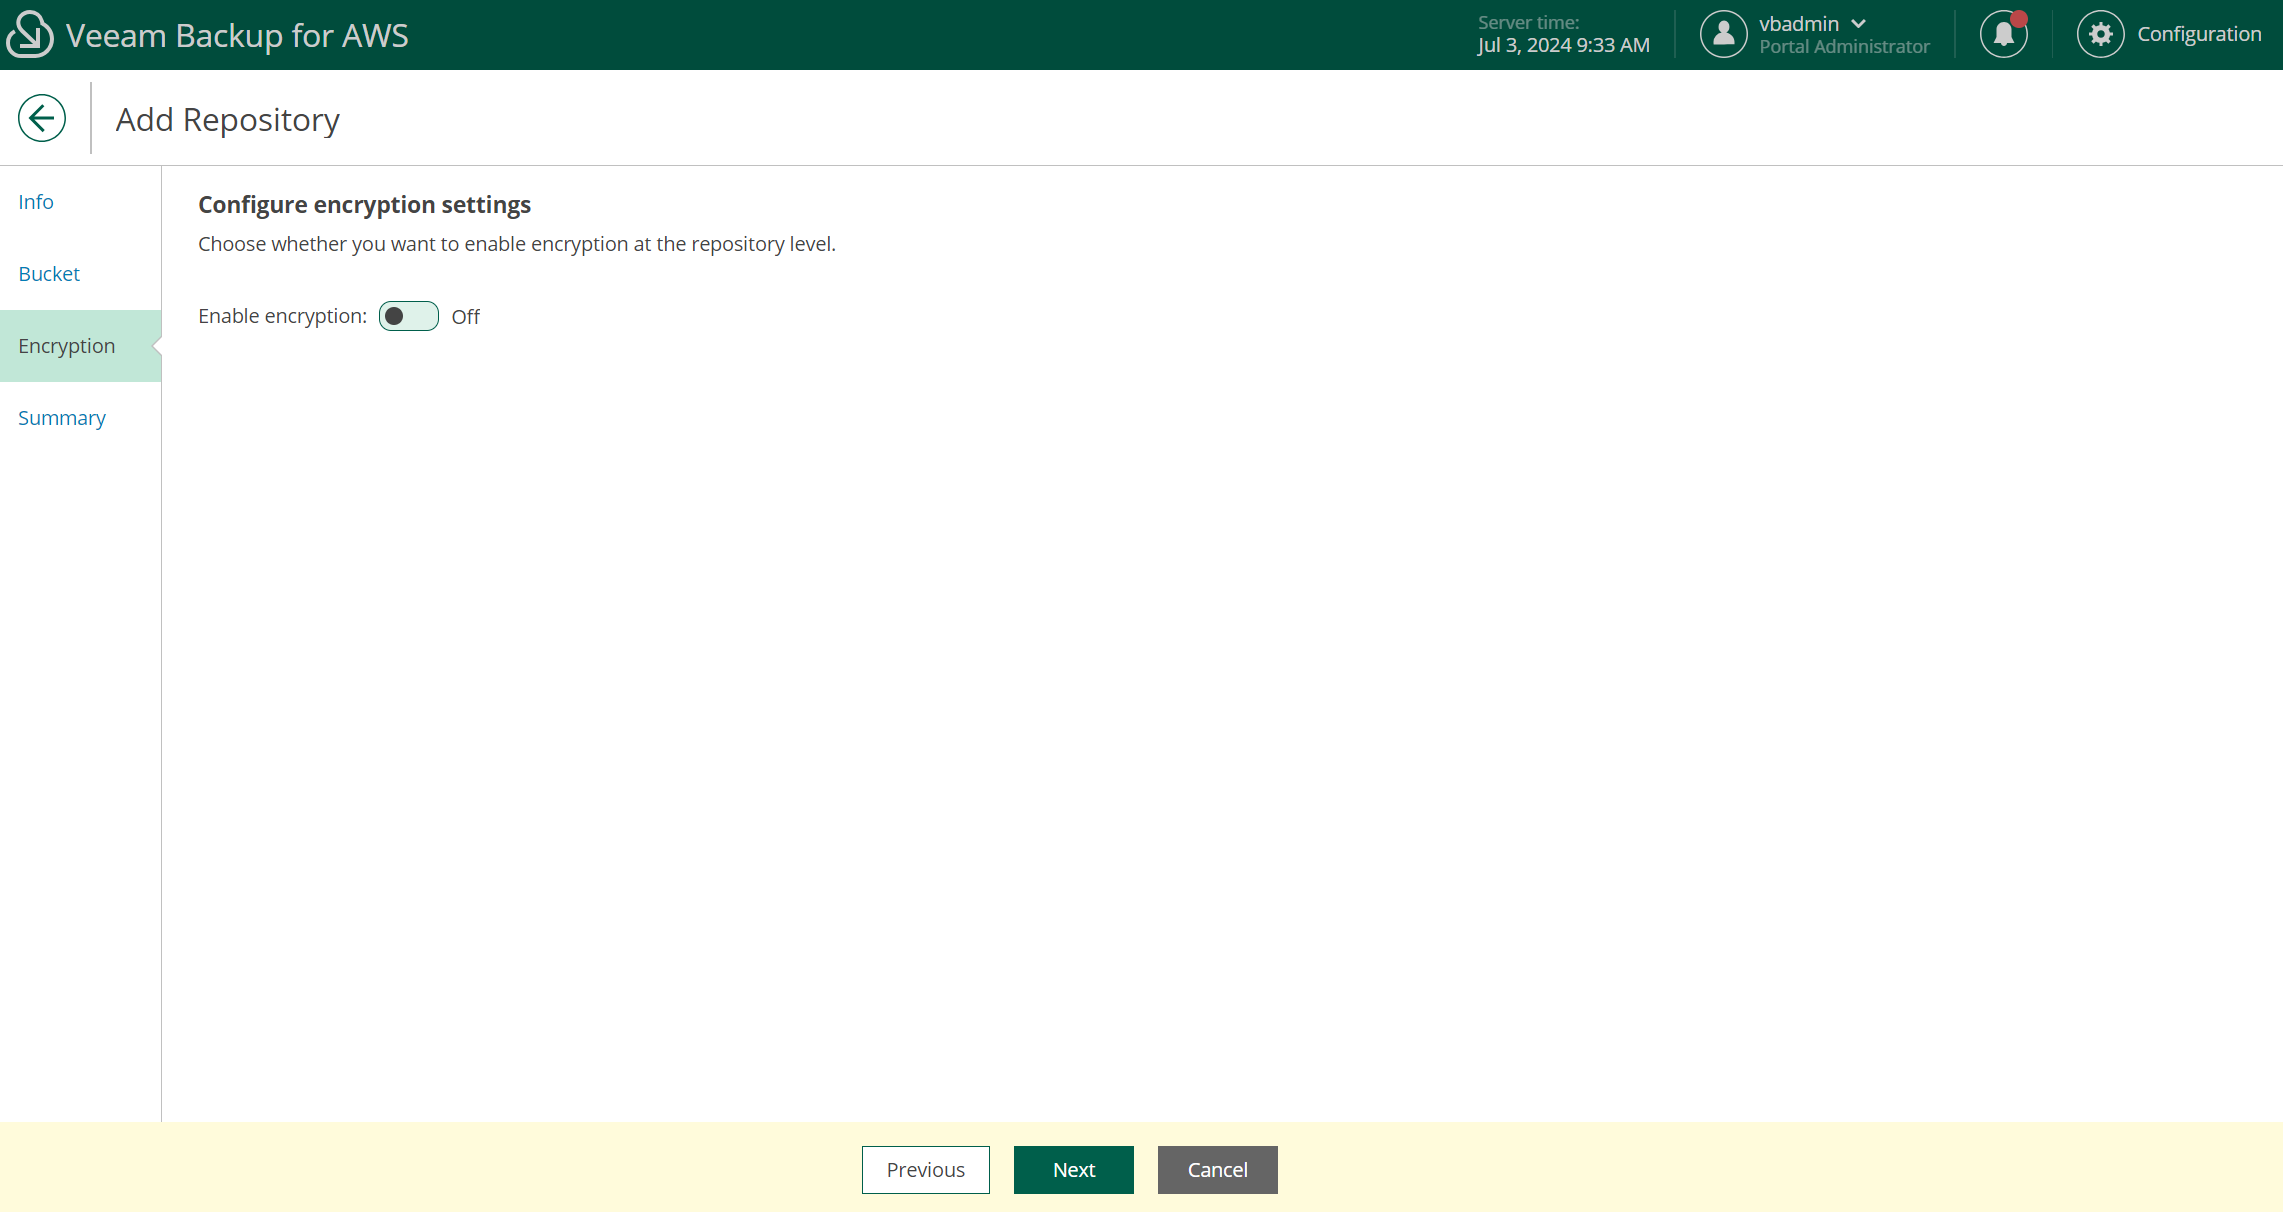 Veeam Backup for AWS
Server time:
Jul 3, 2024 9:33 AM
vbadmin
Portal Administrator
Configuration
Add Repository
Info
Bucket
Encryption
Summary
Configure encryption settings
Choose whether you want to enable encryption at the repository level.
Enable encryption: Off
Previous
Next
Cancel